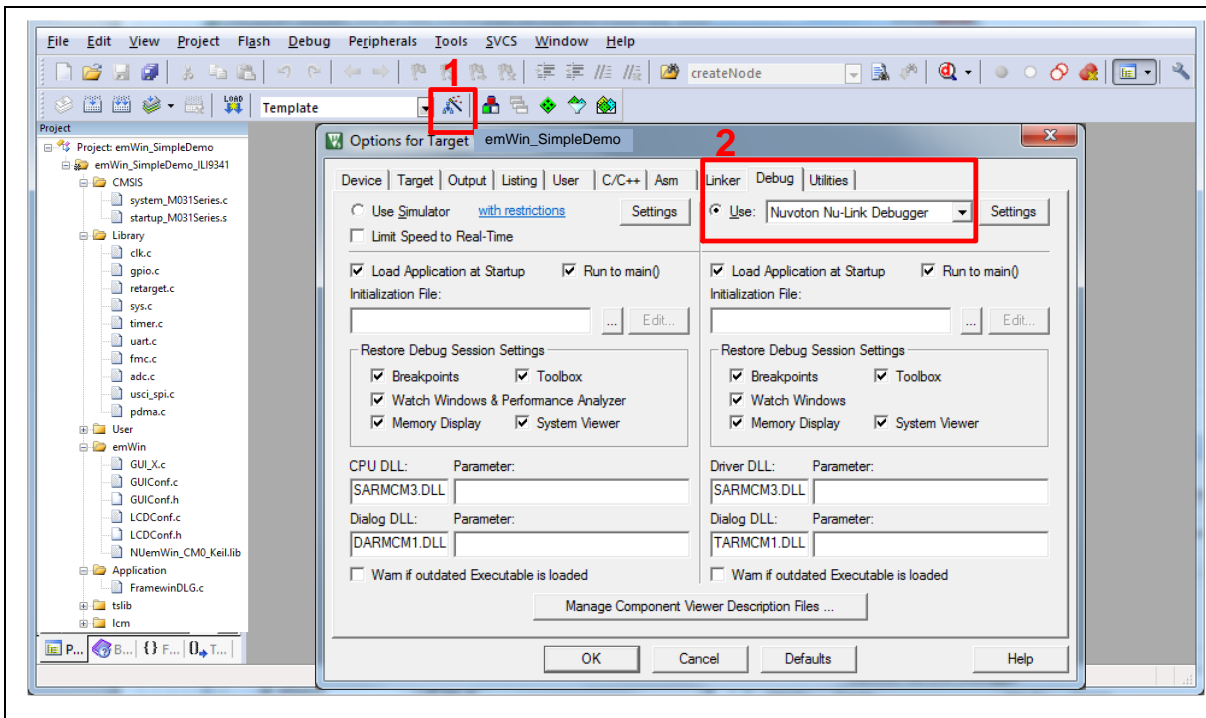 File Edit View Project Flash Debug Peripherals Tools SVCS Window Help
createNode
1
LOAD
Template
Project
Project: emWin_SimpleDemo
emWin_SimpleDemo_ILI9341
CMSIS
system_M031Series.c
startup_M031Series.s
Library
clk.c
gpio.c
retarget.c
sys.c
timer.c
uart.c
fmc.c
adc.c
usci_spi.c
pdma.c
User
emWin
GUI_X.c
GUIConf.c
GUIConf.h
LCDConf.c
LCDConf.h
NUemWin_CM0_Keil.lib
Application
FramewinDLG.c
tslib
lcm
P... B... {} F... 0 T...
Options for Target emWin_SimpleDemo
2
Device Target Output Listing User C/C++ Asm Linker Debug Utilities
Use Simulator with restrictions Settings
Use: Nuvoton Nu-Link Debugger Settings
Limit Speed to Real-Time
Load Application at Startup Run to main()
Load Application at Startup Run to main()
Initialization File:
Initialization File:
... Edit...
... Edit...
Restore Debug Session Settings
Breakpoints Toolbox
Watch Windows & Performance Analyzer
Memory Display System Viewer
Restore Debug Session Settings
Breakpoints Toolbox
Watch Windows
Memory Display System Viewer
CPU DLL: Parameter:
SARMCM3.DLL
Dialog DLL: Parameter:
DARMCM1.DLL
Driver DLL: Parameter:
SARMCM3.DLL
Dialog DLL: Parameter:
TARMCM1.DLL
Warn if outdated Executable is loaded
Warn if outdated Executable is loaded
Manage Component Viewer Description Files ...
OK Cancel Defaults Help